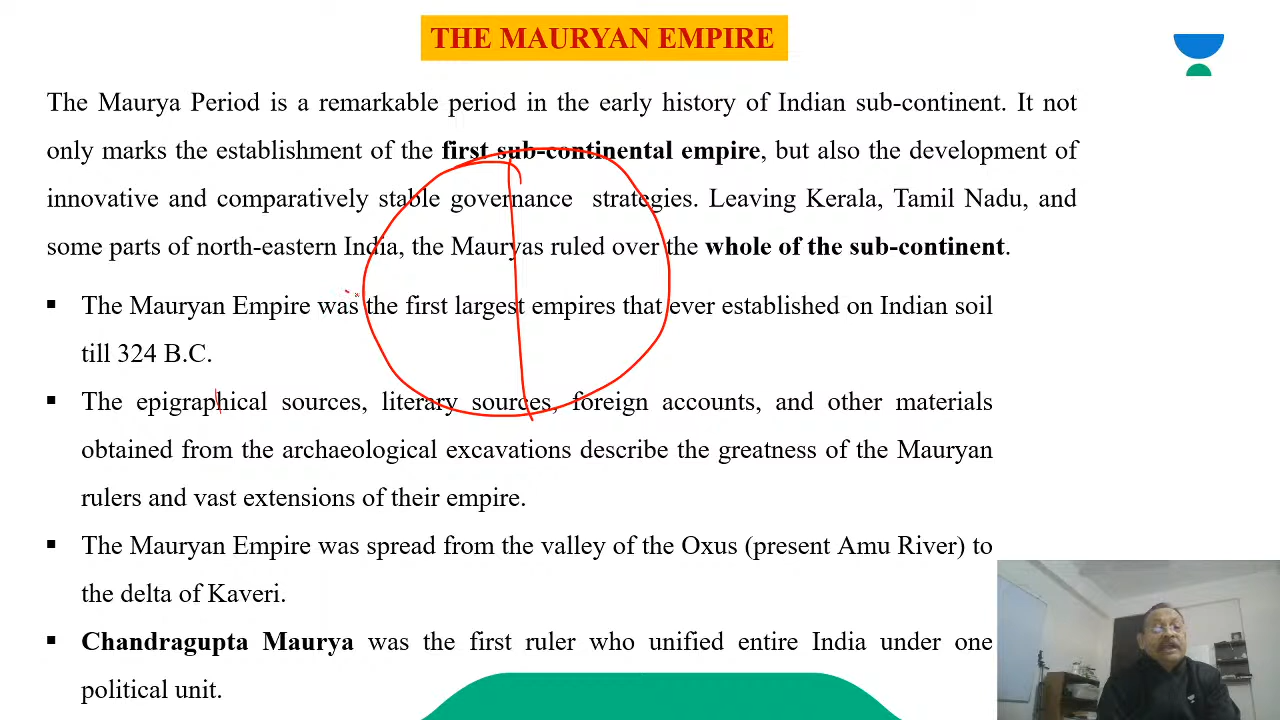 THE MAURYAN EMPIRE
The Maurya Period is a remarkable period in the early history of Indian sub-continent. It not
only marks the establishment of the first sub-continental empire, but also the development of
innovative and comparatively stable governance strategies. Leaving Kerala, Tamil Nadu, and
some parts of north-eastern India, the Mauryas ruled over the whole of the sub-continent.
▪ The Mauryan Empire was the first largest empires that ever established on Indian soil
till 324 B.C.
▪ The epigraphical sources, literary sources, foreign accounts, and other materials
obtained from the archaeological excavations describe the greatness of the Mauryan
rulers and vast extensions of their empire.
▪ The Mauryan Empire was spread from the valley of the Oxus (present Amu River) to
the delta of Kaveri.
▪ Chandragupta Maurya was the first ruler who unified entire India under one
political unit.